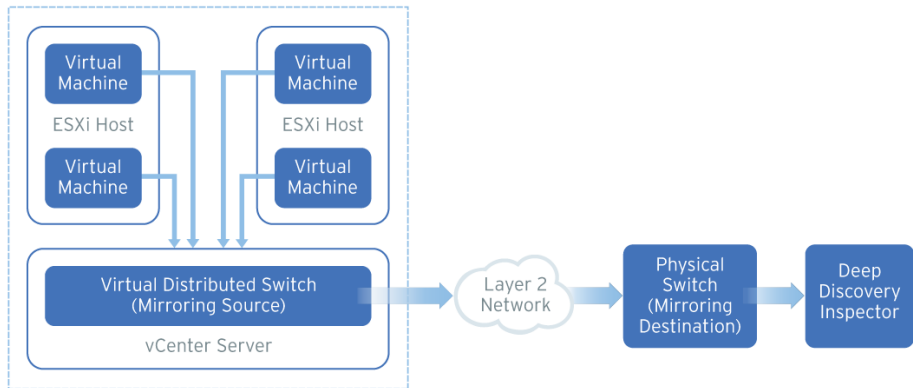 Virtual
Machine
ESXi Host
Virtual
Machine
Virtual
Machine
ESXi Host
Virtual
Machine
Virtual Distributed Switch
(Mirroring Source)
vCenter Server
Layer 2
Network
Physical
Switch
(Mirroring
Destination)
Deep
Discovery
Inspector